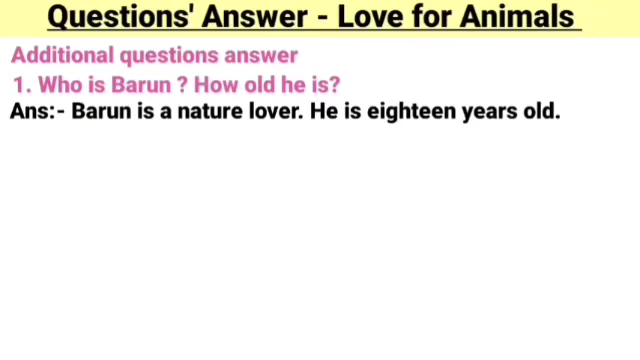 Questions' Answer - Love for Animals
Additional questions answer
1. Who is Barun ? How old he is?
Ans:- Barun is a nature lover. He is eighteen years old.